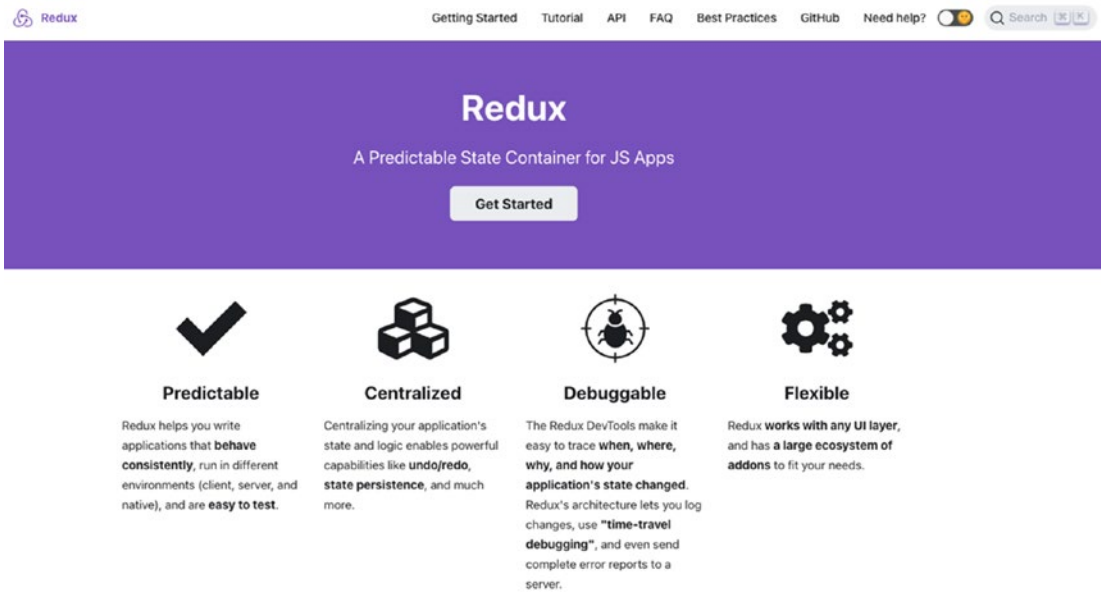 Redux
Getting Started
Tutorial
API
FAQ
Best Practices
GitHub
Need help?
Search ⌘ K
Redux
A Predictable State Container for JS Apps
Get Started
Predictable
Redux helps you write
applications that behave
consistently, run in different
environments (client, server, and
native), and are easy to test.
Centralized
Centralizing your application's
state and logic enables powerful
capabilities like undo/redo,
state persistence, and much
more.
Debuggable
The Redux DevTools make it
easy to trace when, where,
why, and how your
application's state changed.
Redux's architecture lets you log
changes, use "time-travel
debugging", and even send
complete error reports to a
server.
Flexible
Redux works with any UI layer,
and has a large ecosystem of
addons to fit your needs.